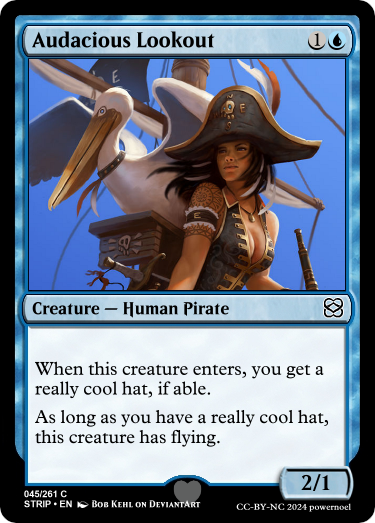 Audacious Lookout 1
E
E
E
Creature — Human Pirate
When this creature enters, you get a
really cool hat, if able.
As long as you have a really cool hat,
this creature has flying.
2/1
045/261 C
STRIP • EN Bob Kehl on DeviantArt
CC-BY-NC 2024 powernoel